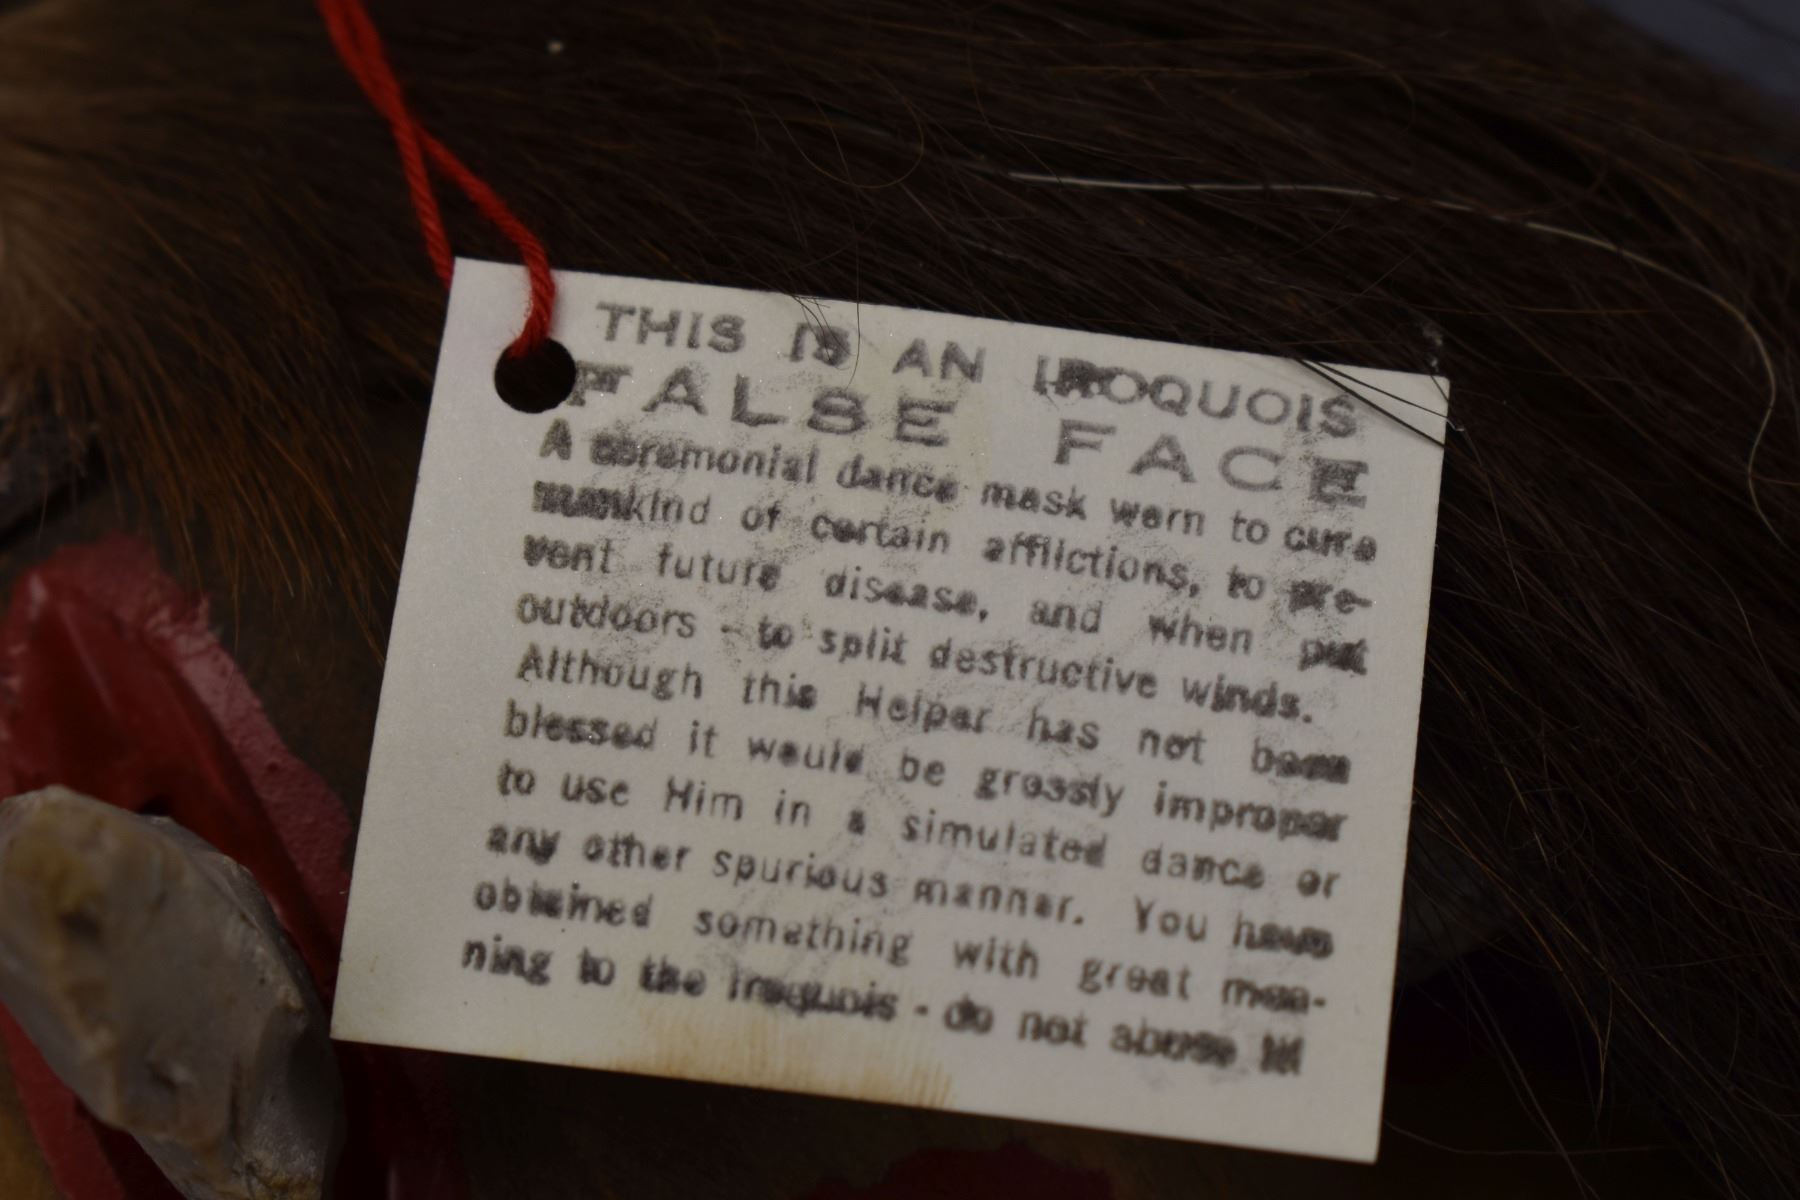 THIS IS AN IROQUOIS
FALSE FACE
A ceremonial dance mask worn to cure
mankind of certain afflictions, to pre-
vent future disease, and when put
outdoors - to split destructive winds.
Although this Helper has not been
blessed it would be grossly improper
to use Him in a simulated dance or
any other spurious manner. You have
obtained something with great mea-
ning to the Iroquois - do not abuse it!